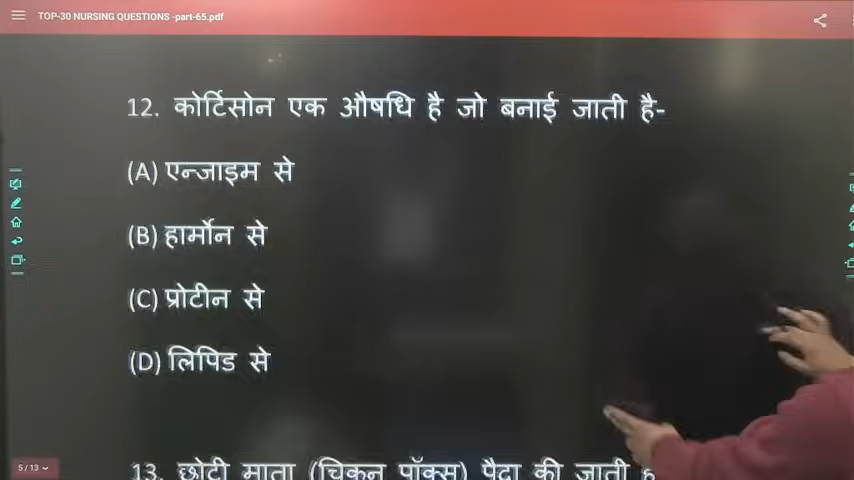 TOP-30 NURSING QUESTIONS -part-65.pdf
12. कोर्टिसोन एक औषधि है जो बनाई जाती है-
(A) एन्जाइम से
(B) हार्मोन से
(C) प्रोटीन से
(D) लिपिड से
5 / 13
13. छोटी माता (चिकन पॉक्स) पैदा की जाती